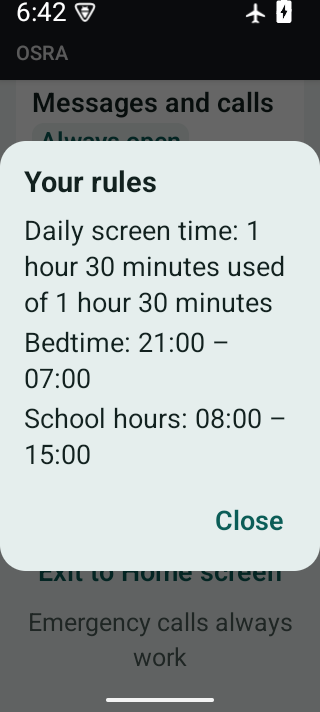 6:42
OSRA
Messages and calls
Always open
Your rules
Daily screen time: 1
hour 30 minutes used
of 1 hour 30 minutes
Bedtime: 21:00 –
07:00
School hours: 08:00 –
15:00
Close
Exit to Home screen
Emergency calls always
work